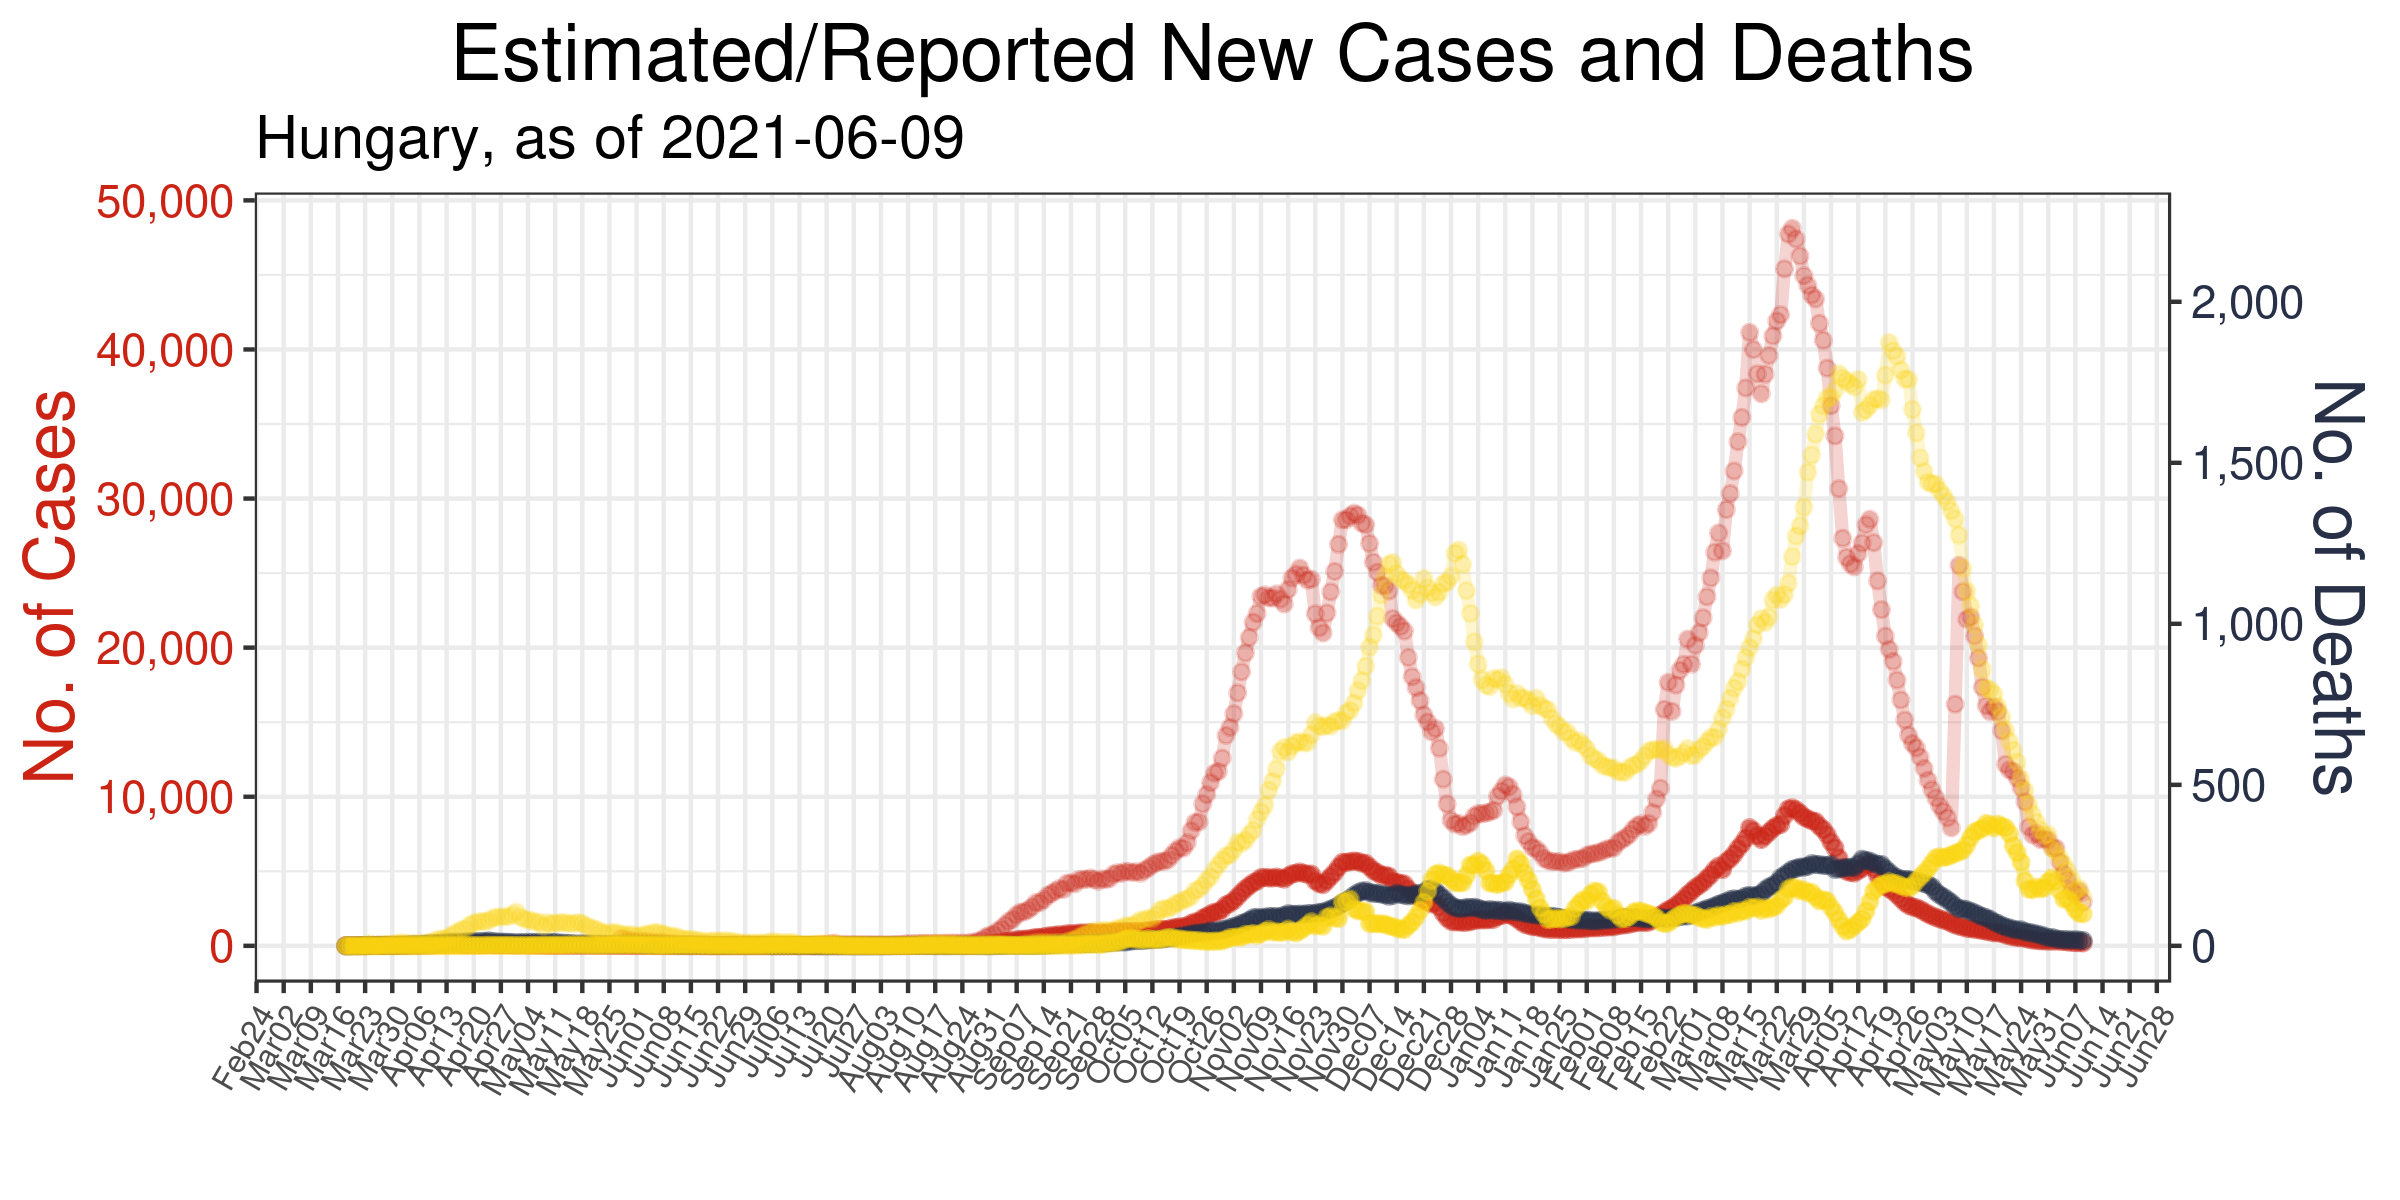 Estimated/Reported New Cases and Deaths
Hungary, as of 2021-06-09
No. of Cases
50,000
40,000
30,000
20,000
10,000
0
2,000
1,500
1,000
500
0
No. of Deaths
Feb24
Mar02
Mar09
Mar16
Mar23
Mar30
Apr06
Apr13
Apr20
Apr27
May04
May11
May18
May25
Jun01
Jun08
Jun15
Jun22
Jun29
Jul06
Jul13
Jul20
Jul27
Aug03
Aug10
Aug17
Aug24
Aug31
Sep07
Sep14
Sep21
Sep28
Oct05
Oct12
Oct19
Oct26
Nov02
Nov09
Nov16
Nov23
Nov30
Dec07
Dec14
Dec21
Dec28
Jan04
Jan11
Jan18
Jan25
Feb01
Feb08
Feb15
Feb22
Mar01
Mar08
Mar15
Mar22
Mar29
Apr05
Apr12
Apr19
Apr26
May03
May10
May17
May24
May31
Jun07
Jun14
Jun21
Jun28